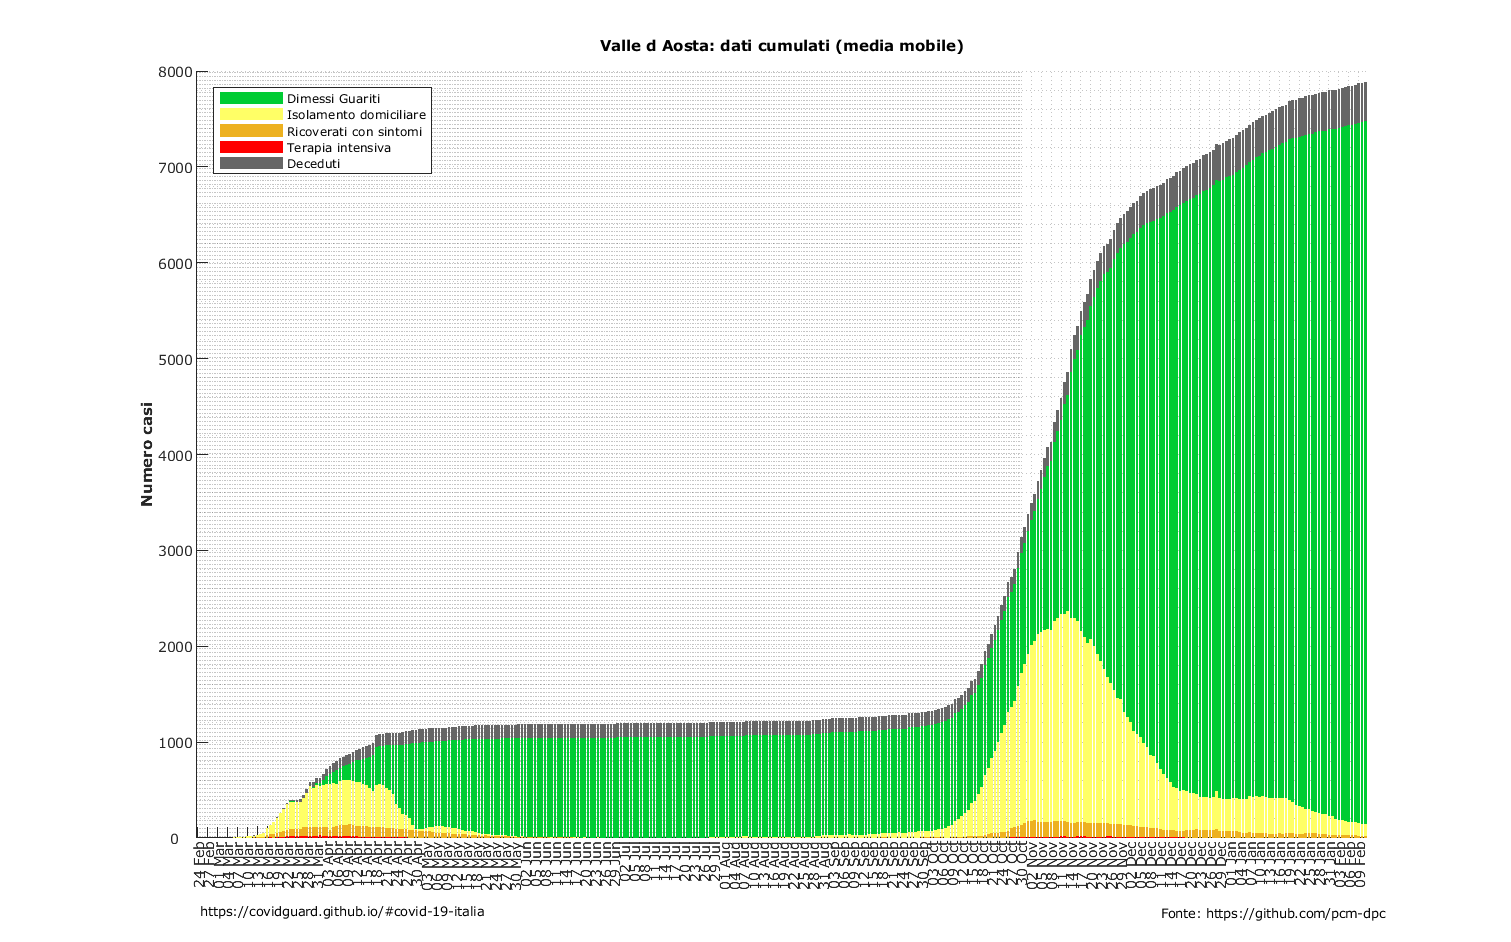 Valle d Aosta: dati cumulati (media mobile)
Numero casi
8000
7000
6000
5000
4000
3000
2000
1000
0
Dimessi Guariti
Isolamento domiciliare
Ricoverati con sintomi
Terapia intensiva
Deceduti
24 Feb
27 Feb
01 Mar
04 Mar
07 Mar
10 Mar
13 Mar
16 Mar
19 Mar
22 Mar
25 Mar
28 Mar
31 Mar
03 Apr
06 Apr
09 Apr
12 Apr
15 Apr
18 Apr
21 Apr
24 Apr
27 Apr
30 Apr
03 May
06 May
09 May
12 May
15 May
18 May
21 May
24 May
27 May
30 May
02 Jun
05 Jun
08 Jun
11 Jun
14 Jun
17 Jun
20 Jun
23 Jun
26 Jun
29 Jun
02 Jul
05 Jul
08 Jul
11 Jul
14 Jul
17 Jul
20 Jul
23 Jul
26 Jul
29 Jul
01 Aug
04 Aug
07 Aug
10 Aug
13 Aug
16 Aug
19 Aug
22 Aug
25 Aug
28 Aug
31 Aug
03 Sep
06 Sep
09 Sep
12 Sep
15 Sep
18 Sep
21 Sep
24 Sep
27 Sep
30 Sep
03 Oct
06 Oct
09 Oct
12 Oct
15 Oct
18 Oct
21 Oct
24 Oct
27 Oct
30 Oct
02 Nov
05 Nov
08 Nov
11 Nov
14 Nov
17 Nov
20 Nov
23 Nov
26 Nov
29 Nov
02 Dec
05 Dec
08 Dec
11 Dec
14 Dec
17 Dec
20 Dec
23 Dec
26 Dec
29 Dec
01 Jan
04 Jan
07 Jan
10 Jan
13 Jan
16 Jan
19 Jan
22 Jan
25 Jan
28 Jan
31 Jan
03 Feb
06 Feb
09 Feb
https://covidguard.github.io/#covid-19-italia
Fonte: https://github.com/pcm-dpc